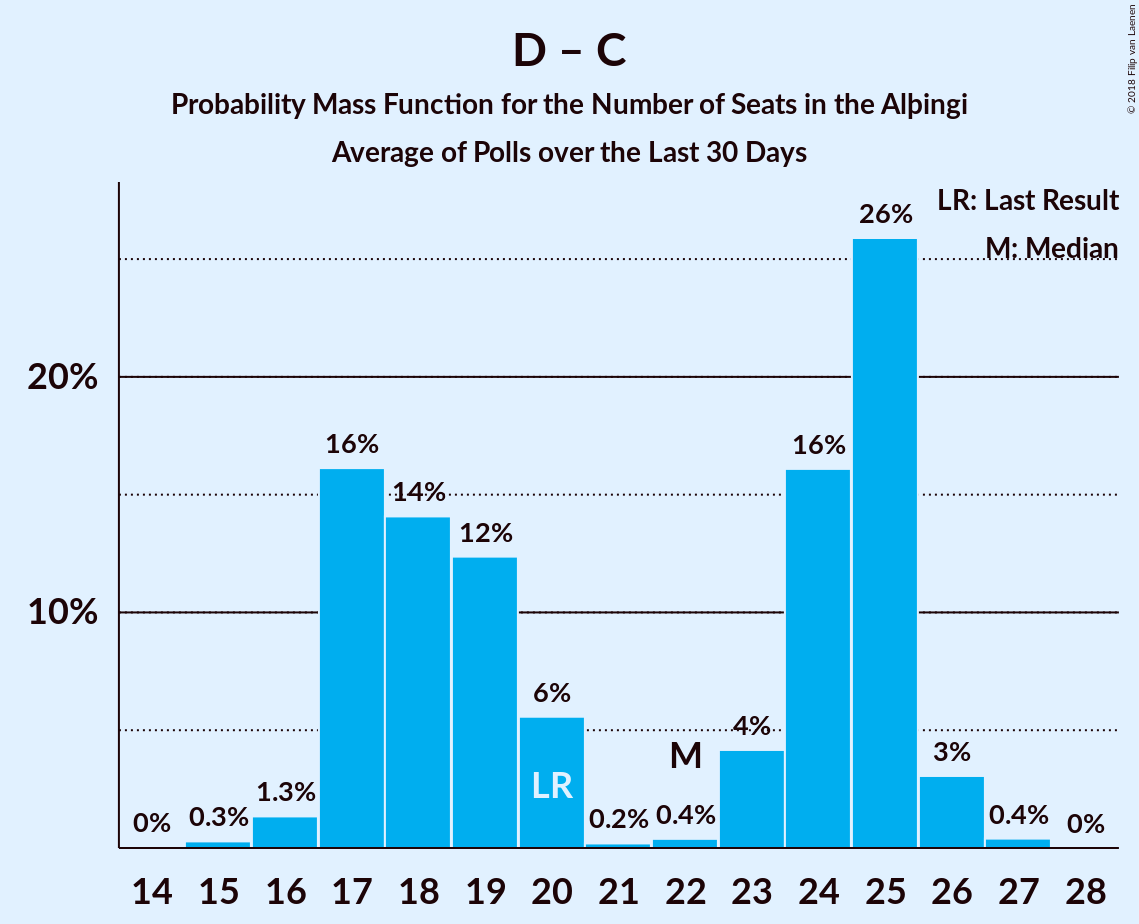 D – C
Probability Mass Function for the Number of Seats in the Alþingi
Average of Polls over the Last 30 Days
© 2018 Filip van Laenen
LR: Last Result
M: Median
26%
20%
16%
16%
14%
12%
10%
6%
4%
3%
M
LR
1.3%
0% 0.3% 0.2% 0.4% 0.4% 0%
14 15 16 17 18 19 20 21 22 23 24 25 26 27 28